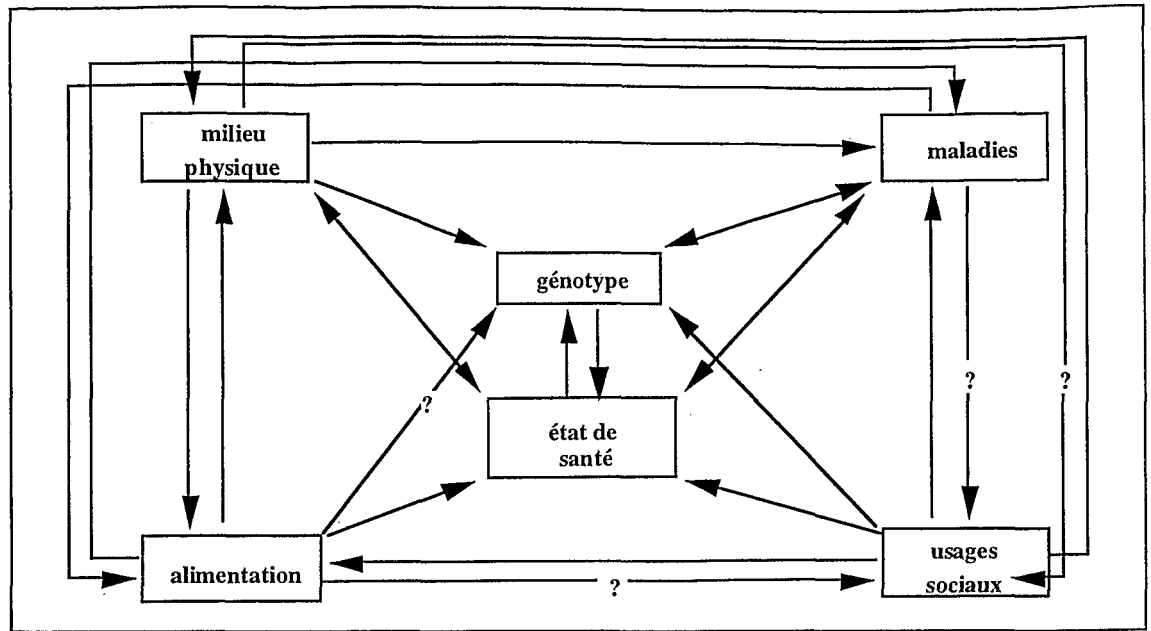 milieu
physique
maladies
génotype
?
?
?
état de
santé
alimentation
?
usages
sociaux